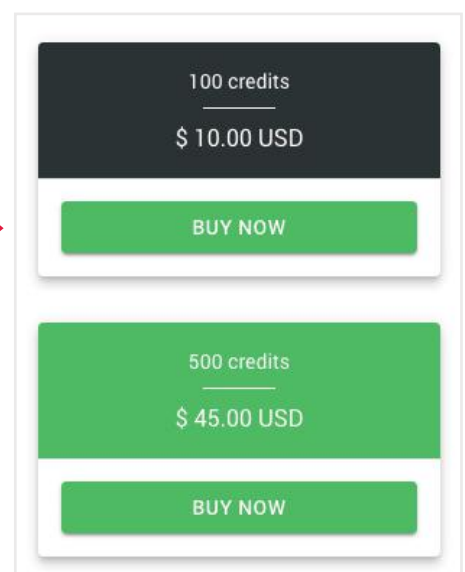 100 credits
$ 10.00 USD
BUY NOW
500 credits
$ 45.00 USD
BUY NOW